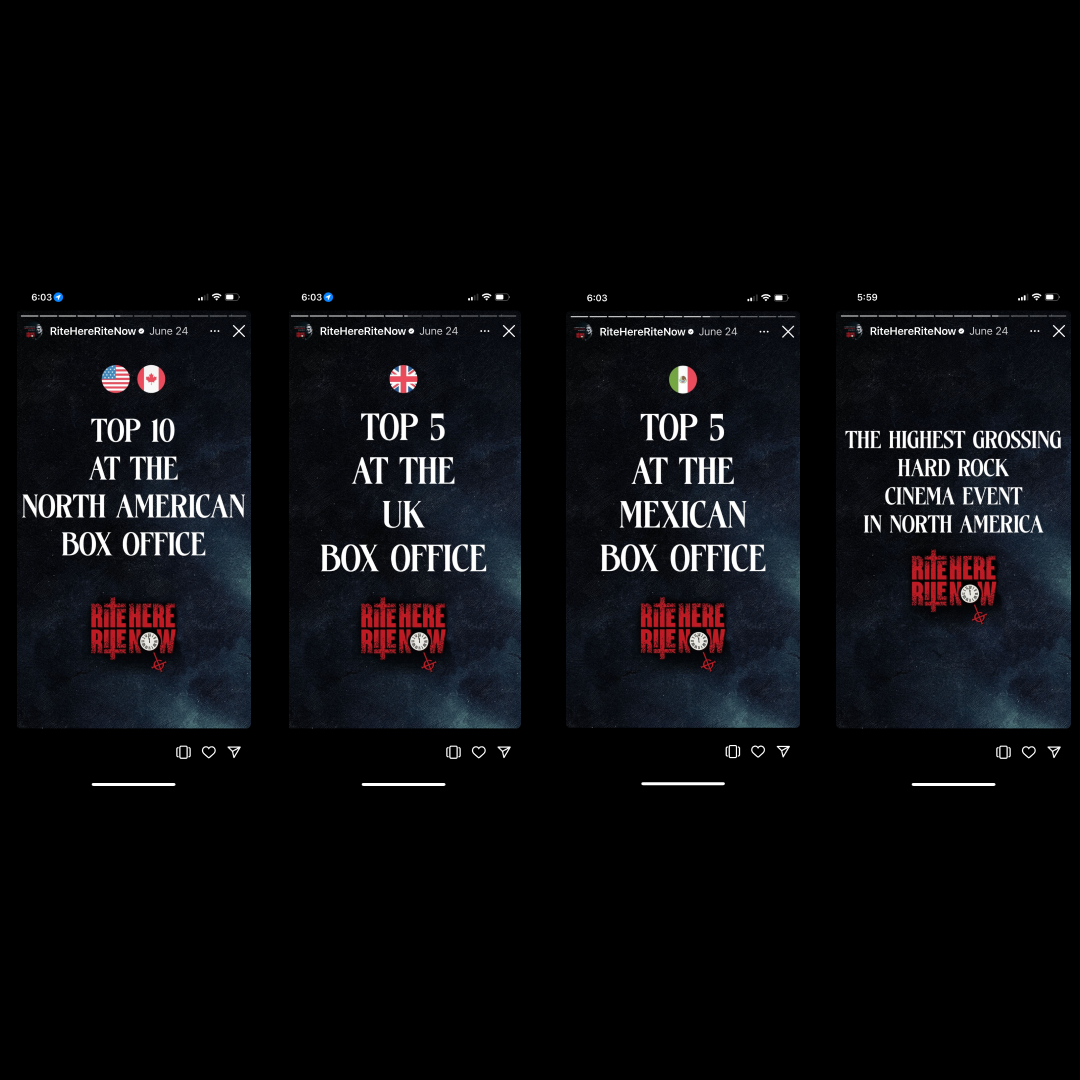 6:03
RiteHereRiteNow June 24
TOP 10
AT THE
NORTH AMERICAN
BOX OFFICE
RITE HERE
RITE NOW
6:03
RiteHereRiteNow June 24
TOP 5
AT THE
UK
BOX OFFICE
RITE HERE
RITE NOW
6:03
RiteHereRiteNow June 24
TOP 5
AT THE
MEXICAN
BOX OFFICE
RITE HERE
RITE NOW
5:59
RiteHereRiteNow June 24
THE HIGHEST GROSSING
HARD ROCK
CINEMA EVENT
IN NORTH AMERICA
RITE HERE
RITE NOW